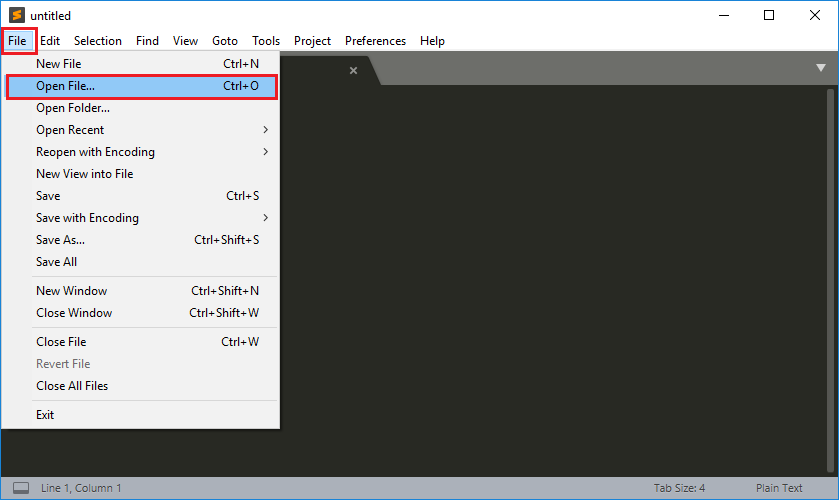 untitled
File Edit Selection Find View Goto Tools Project Preferences Help
New File Ctrl+N
Open File... Ctrl+O
Open Folder...
Open Recent
Reopen with Encoding
New View into File
Save Ctrl+S
Save with Encoding
Save As... Ctrl+Shift+S
Save All
New Window Ctrl+Shift+N
Close Window Ctrl+Shift+W
Close File Ctrl+W
Revert File
Close All Files
Exit
Line 1, Column 1 Tab Size: 4 Plain Text